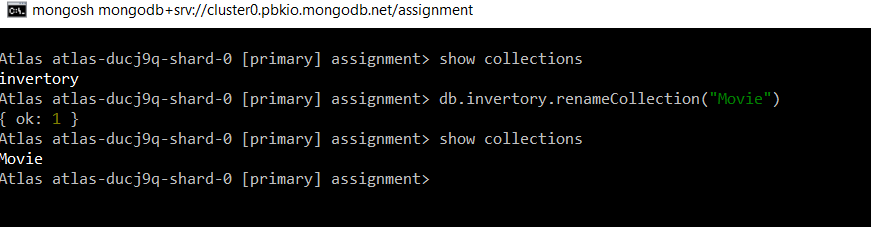 mongosh mongodb+srv://cluster0.pbkio.mongodb.net/assignment
Atlas atlas-ducj9q-shard-0 [primary] assignment> show collections
invertory
Atlas atlas-ducj9q-shard-0 [primary] assignment> db.invertory.renameCollection("Movie")
{ ok: 1 }
Atlas atlas-ducj9q-shard-0 [primary] assignment> show collections
Movie
Atlas atlas-ducj9q-shard-0 [primary] assignment>